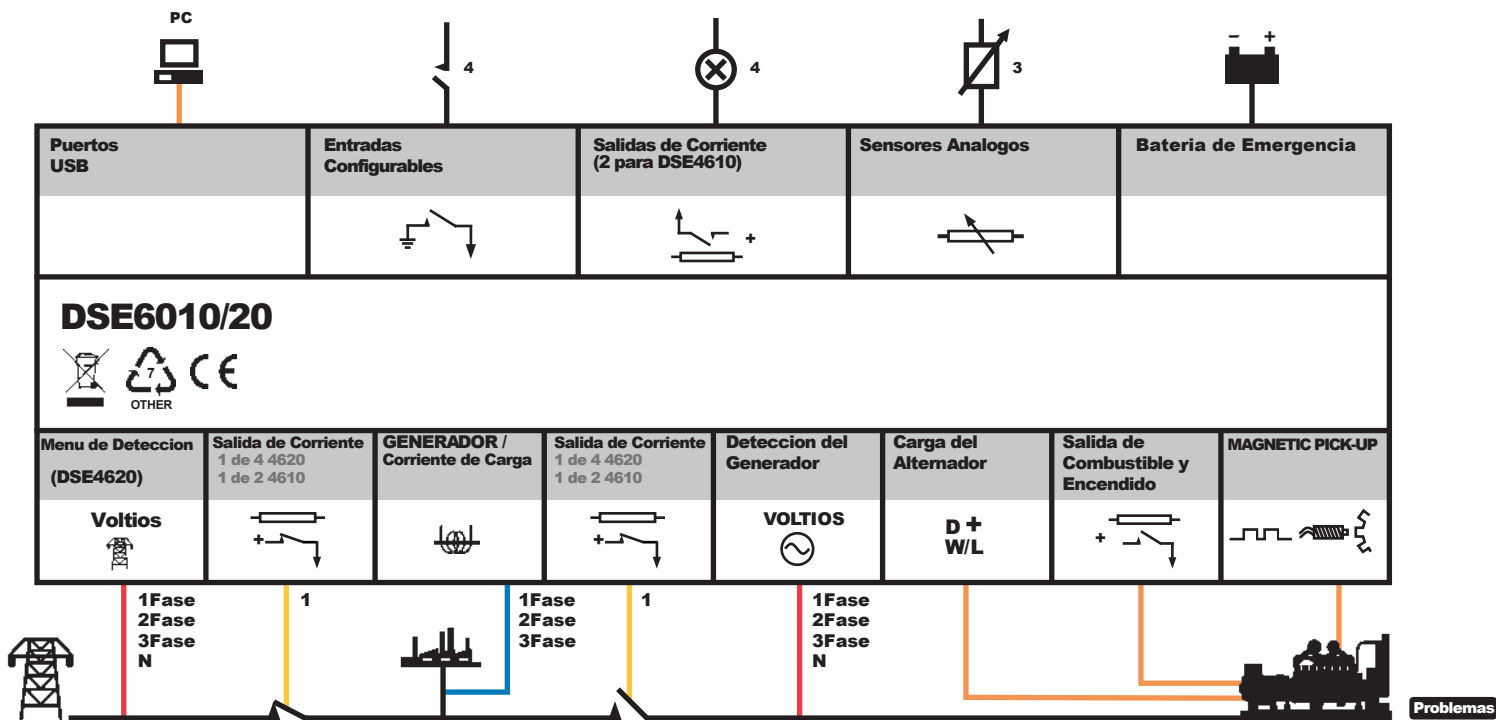 PC
4
4
3
- +
Puertos
USB
Entradas
Configurables
Salidas de Corriente
(2 para DSE4610)
Sensores Analogos
Bateria de Emergencia
+
DSE6010/20
7
OTHER
CE
Menu de Deteccion
(DSE4620)
Voltios
Salida de Corriente
1 de 4 4620
1 de 2 4610
+
GENERADOR /
Corriente de Carga
Salida de Corriente
1 de 4 4620
1 de 2 4610
+
Deteccion del
Generador
VOLTIOS
Carga del
Alternador
D +
W/L
Salida de
Combustible y
Encendido
+
MAGNETIC PICK-UP
1Fase
2Fase
3Fase
N
1
1Fase
2Fase
3Fase
1
1Fase
2Fase
3Fase
N
Problemas